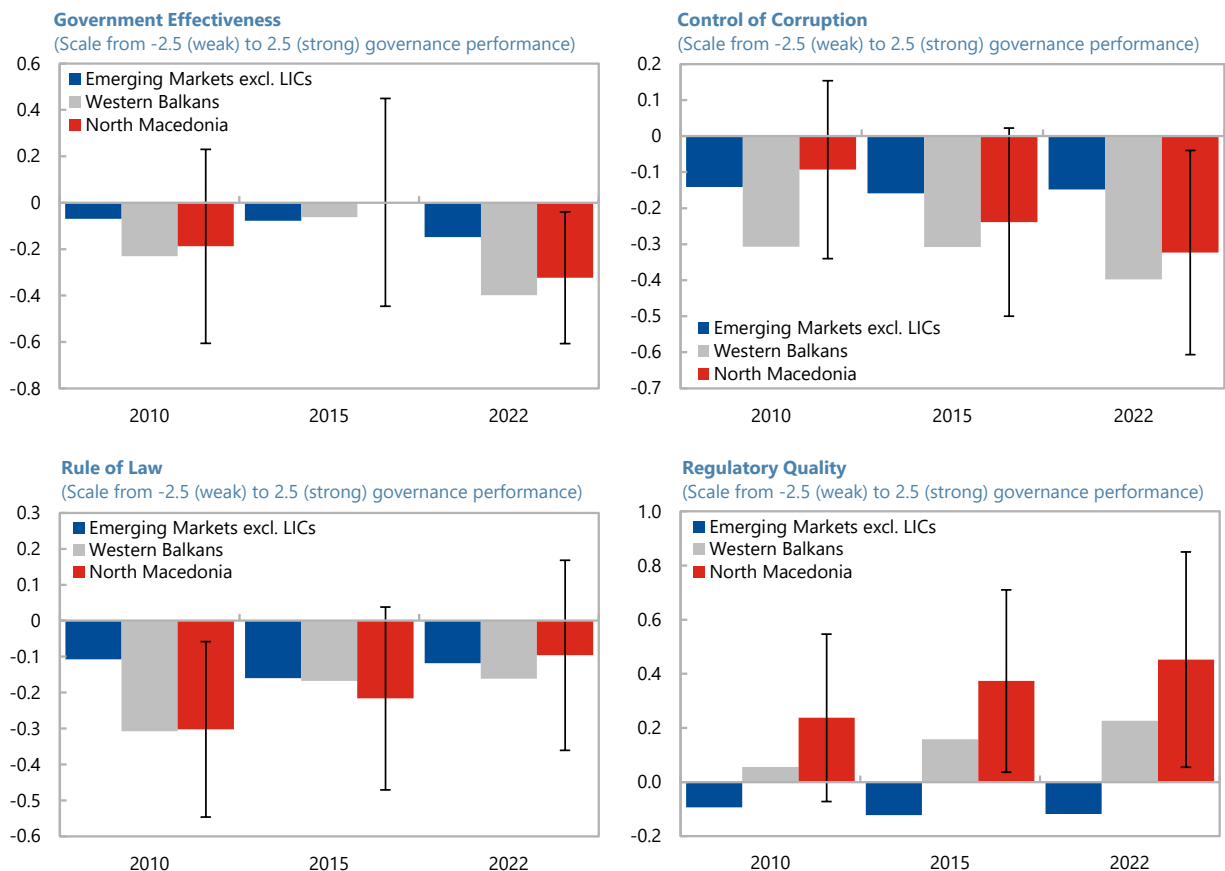 Government Effectiveness
(Scale from -2.5 (weak) to 2.5 (strong) governance performance)
0.6
0.4
0.2
0
-0.2
-0.4
-0.6
-0.8
Emerging Markets excl. LICs
Western Balkans
North Macedonia
2010 2015 2022
Control of Corruption
(Scale from -2.5 (weak) to 2.5 (strong) governance performance)
0.2
0.1
0
-0.1
-0.2
-0.3
-0.4
-0.5
-0.6
-0.7
Emerging Markets excl. LICs
Western Balkans
North Macedonia
2010 2015 2022
Rule of Law
(Scale from -2.5 (weak) to 2.5 (strong) governance performance)
0.3
0.2
0.1
0
-0.1
-0.2
-0.3
-0.4
-0.5
-0.6
Emerging Markets excl. LICs
Western Balkans
North Macedonia
2010 2015 2022
Regulatory Quality
(Scale from -2.5 (weak) to 2.5 (strong) governance performance)
1.0
0.8
0.6
0.4
0.2
0.0
-0.2
Emerging Markets excl. LICs
Western Balkans
North Macedonia
2010 2015 2022